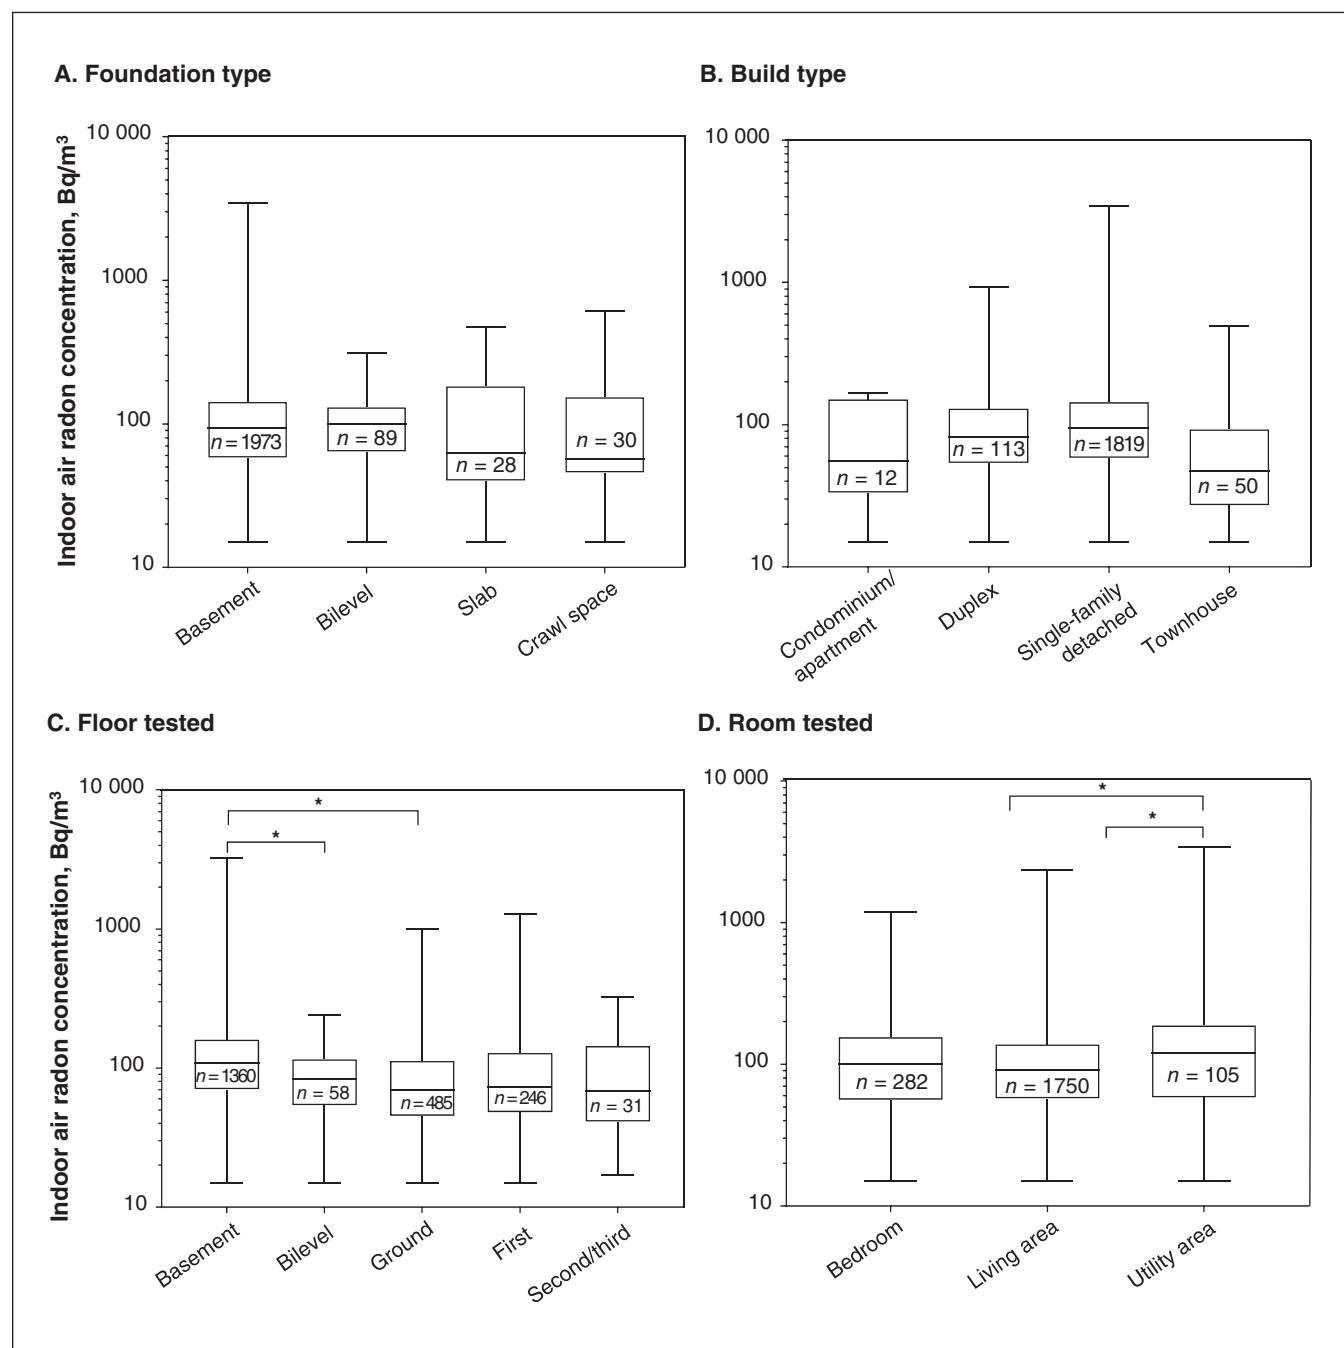 A. Foundation type
Indoor air radon concentration, Bq/m³
10 000
1000
100
10
n = 1973
n = 89
n = 28
n = 30
Basement
Bilevel
Slab
Crawl space
B. Build type
10 000
1000
100
10
n = 12
n = 113
n = 1819
n = 50
Condominium/
apartment
Duplex
Single-family
detached
Townhouse
C. Floor tested
Indoor air radon concentration, Bq/m³
10 000
1000
100
10
*
*
n = 1360
n = 58
n = 485
n = 246
n = 31
Basement
Bilevel
Ground
First
Second/third
D. Room tested
10 000
1000
100
10
*
*
n = 282
n = 1750
n = 105
Bedroom
Living area
Utility area